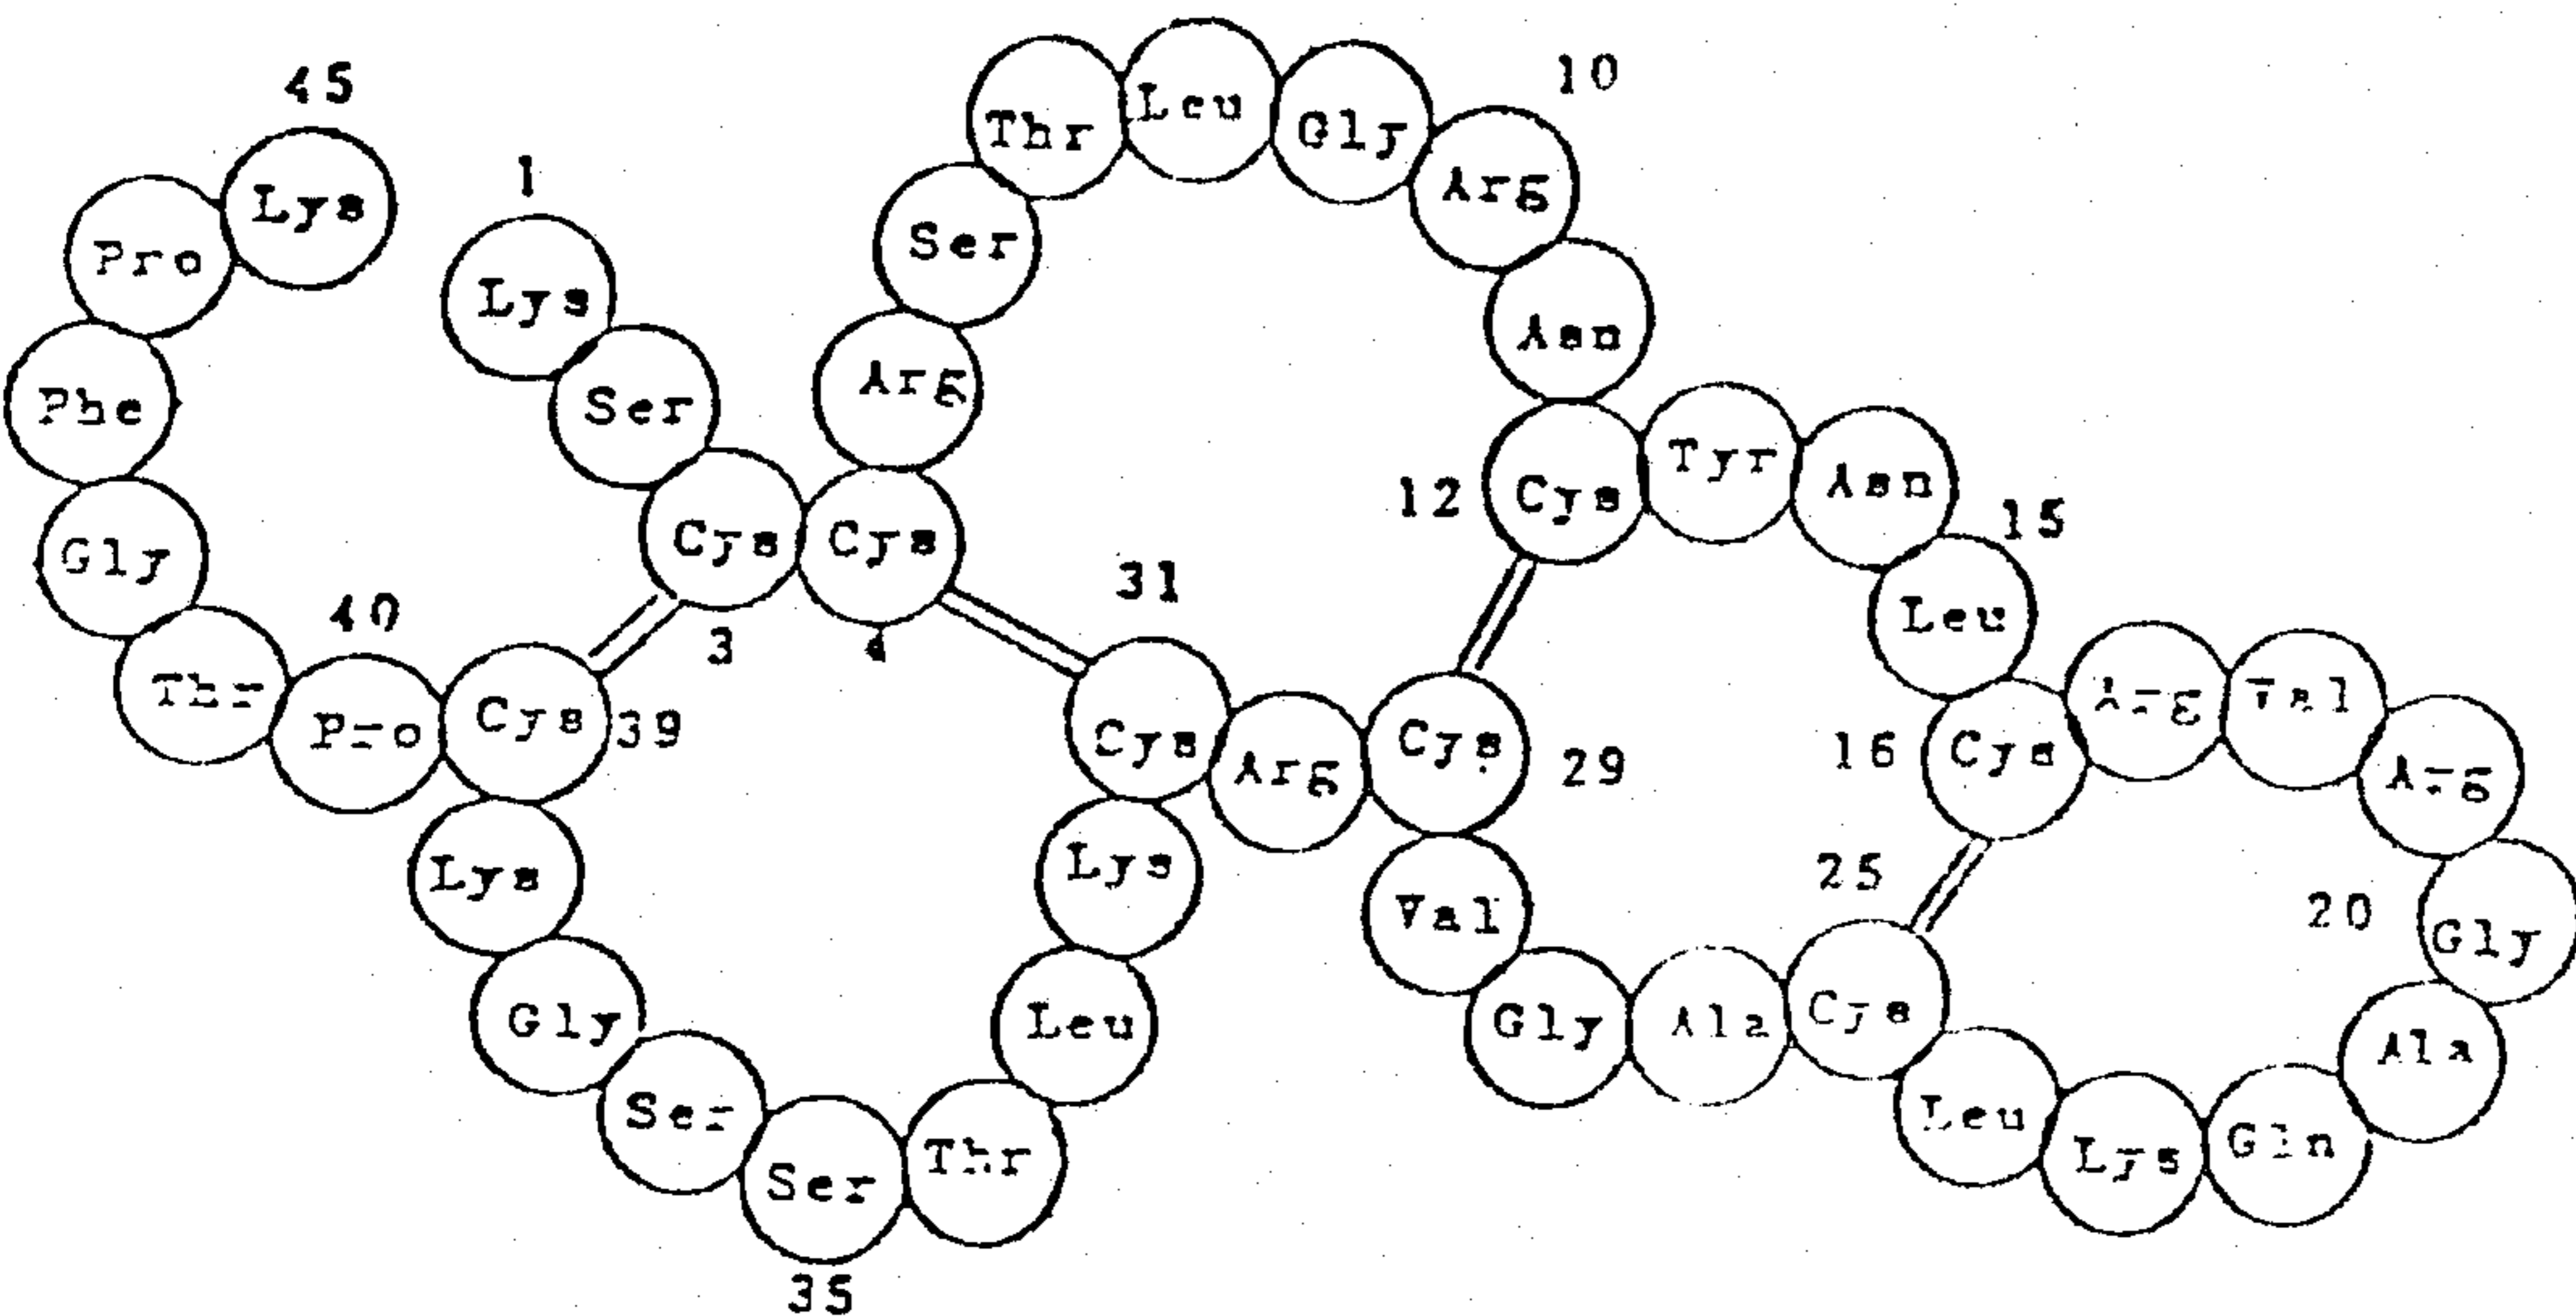 45
Lys
Pro
Phe
Gly
Thr
40
Pro
Cys
39
1
Lys
Ser
Cys
3
Cys
4
Arg
Ser
Thr
Leu
Gly
10
Arg
Asn
12
Cys
Tyr
Asn
15
Leu
16
Cys
Arg
Val
Arg
20
Gly
Ala
Gln
Lys
Leu
25
Cys
Ala
Gly
Val
Cys
29
Arg
31
Cys
Lys
Leu
Thr
Ser
35
Ser
Gly
Lys